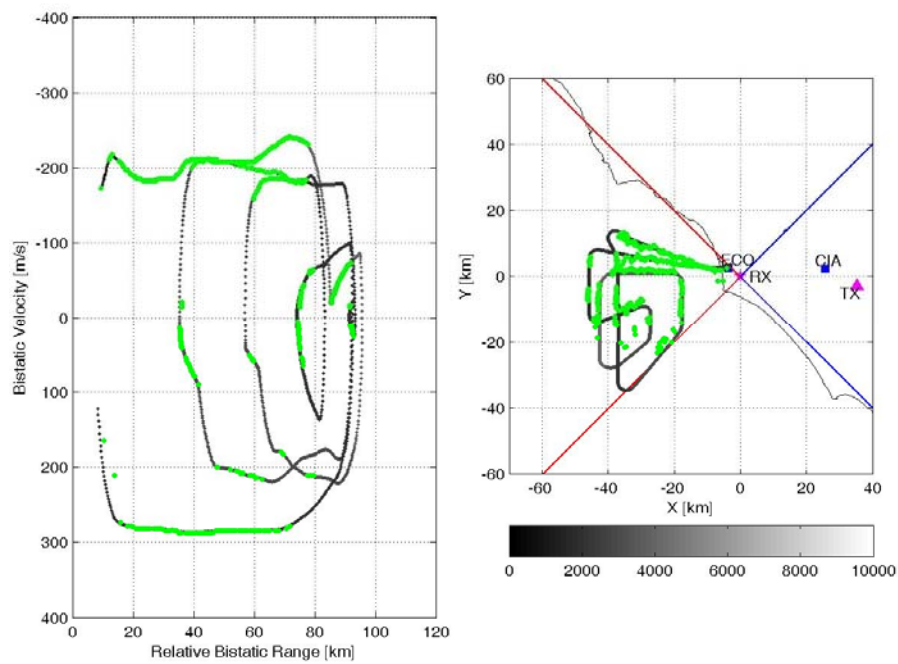 -400
-300
-200
-100
0
100
200
300
400
0 20 40 60 80 100 120
Bistatic Velocity [m/s]
Relative Bistatic Range [km]
60
40
20
0
-20
-40
-60
-60 -40 -20 0 20 40
Y [km]
X [km]
ECO
RX
CIA
TX
0 2000 4000 6000 8000 10000